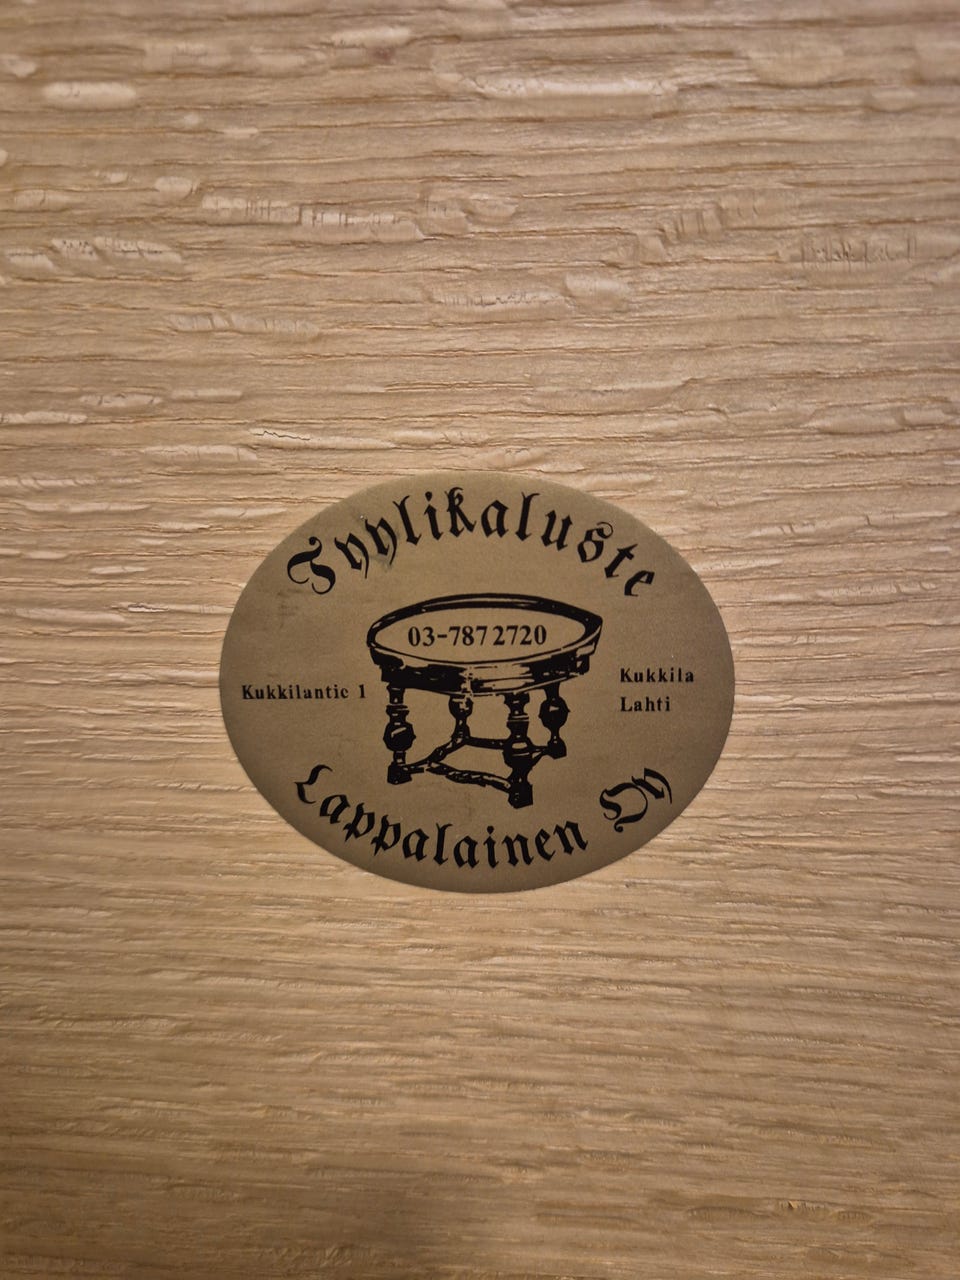 Tyylikaluste
03-787 2720
Kukkilantie 1
Kukkila
Lahti
Lappalainen Oy